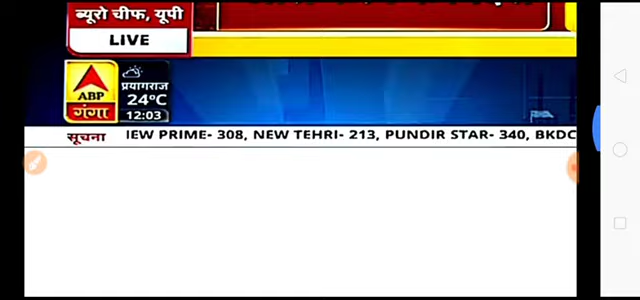 ब्यूरो चीफ, यूपी
LIVE
ABP
गंगा
प्रयागराज
24°C
12:03
सूचना IEW PRIME- 308, NEW TEHRI- 213, PUNDIR STAR- 340, BKDC